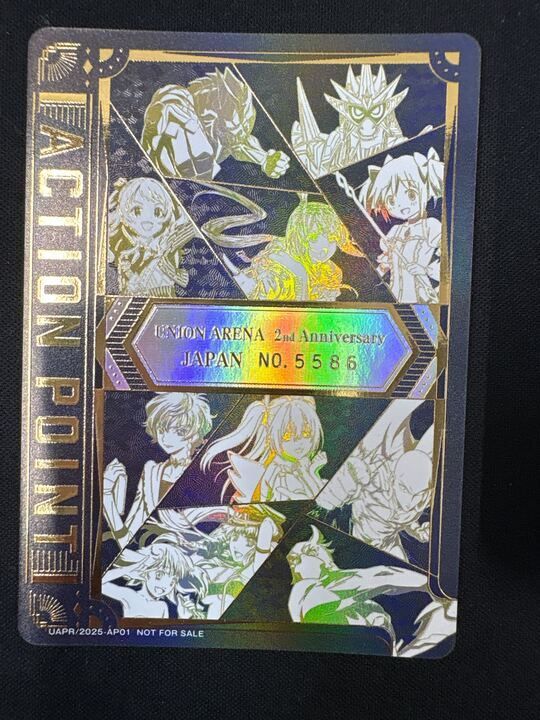 ACTION POINT
UNION ARENA 2nd Anniversary
JAPAN NO.5586
UAPR/2025-AP01 NOT FOR SALE